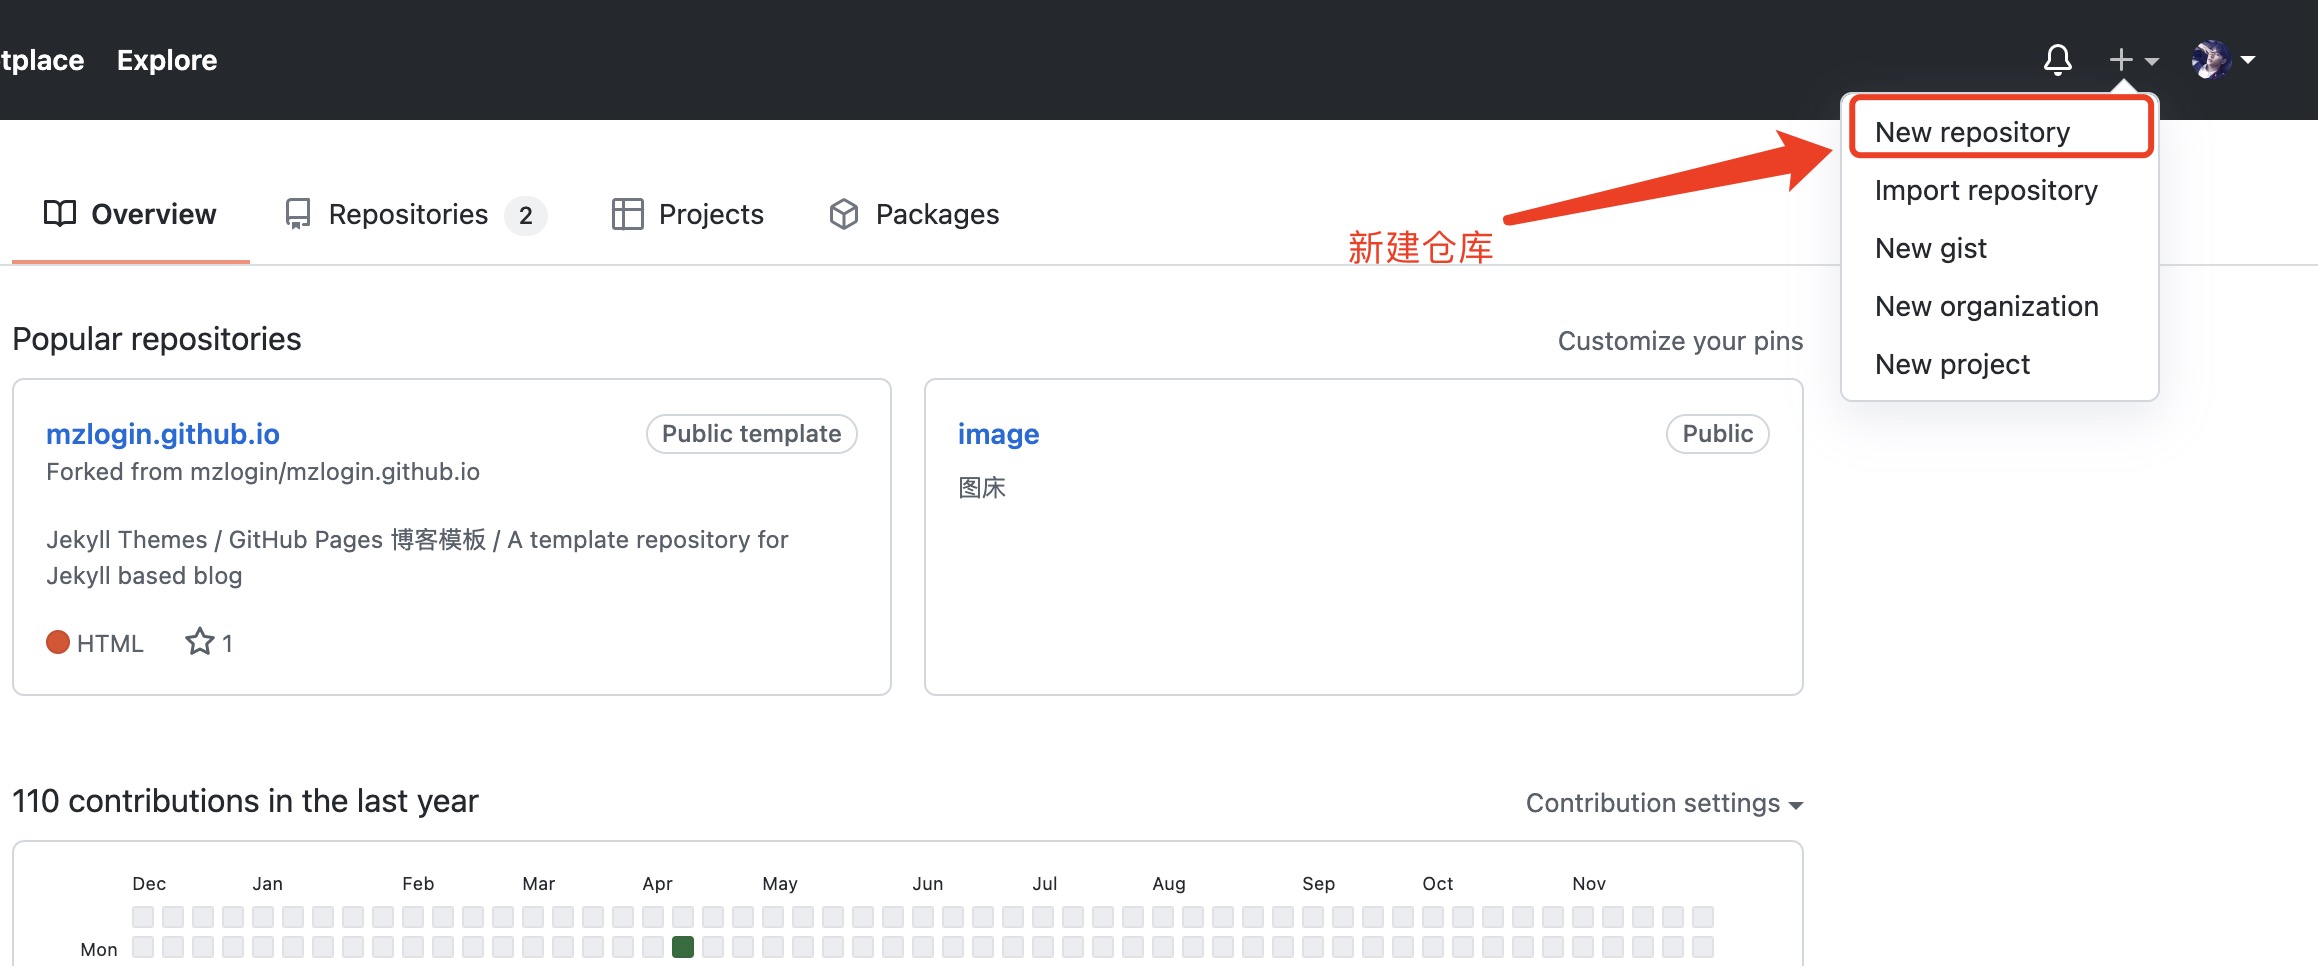 tplace Explore
New repository
Import repository
New gist
New organization
New project
Overview Repositories 2 Projects Packages
新建仓库
Popular repositories
Customize your pins
mzlogin.github.io Public template
Forked from mzlogin/mzlogin.github.io
Jekyll Themes / GitHub Pages 博客模板 / A template repository for
Jekyll based blog
HTML 1
image Public
图床
110 contributions in the last year
Contribution settings
Dec Jan Feb Mar Apr May Jun Jul Aug Sep Oct Nov
Mon